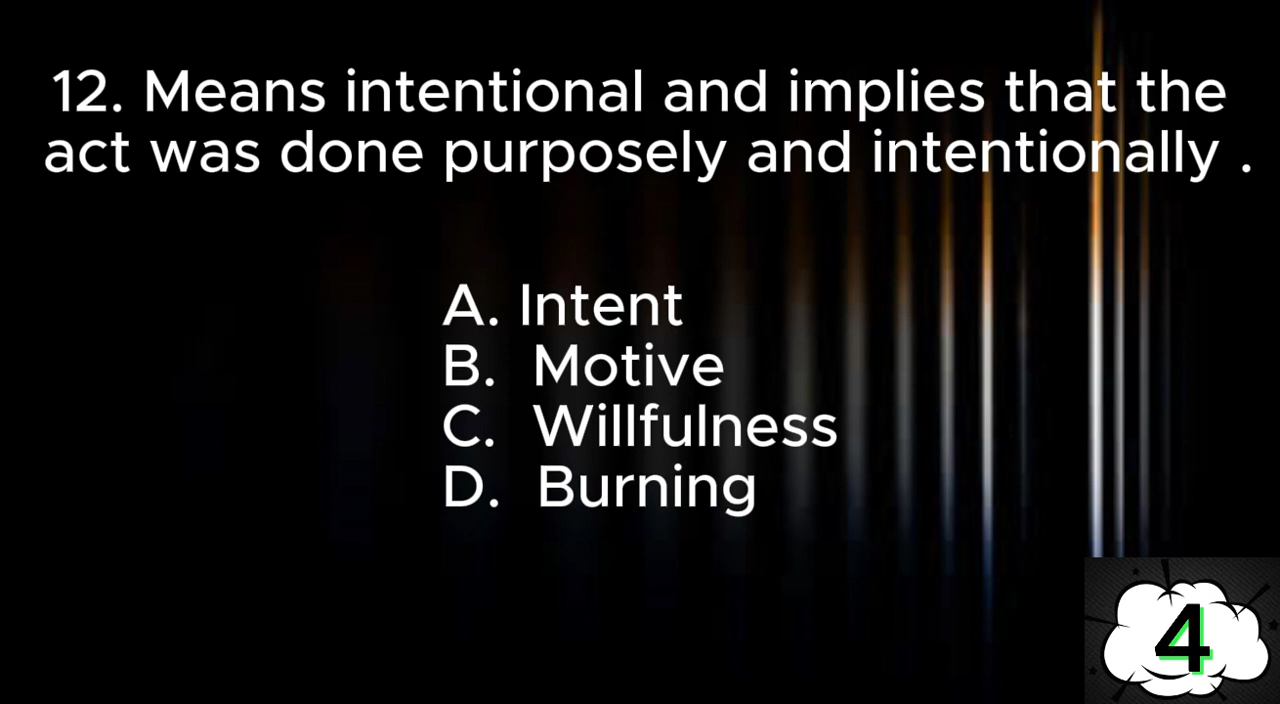 12. Means intentional and implies that the
act was done purposely and intentionally .
A. Intent
B. Motive
C. Willfulness
D. Burning
4